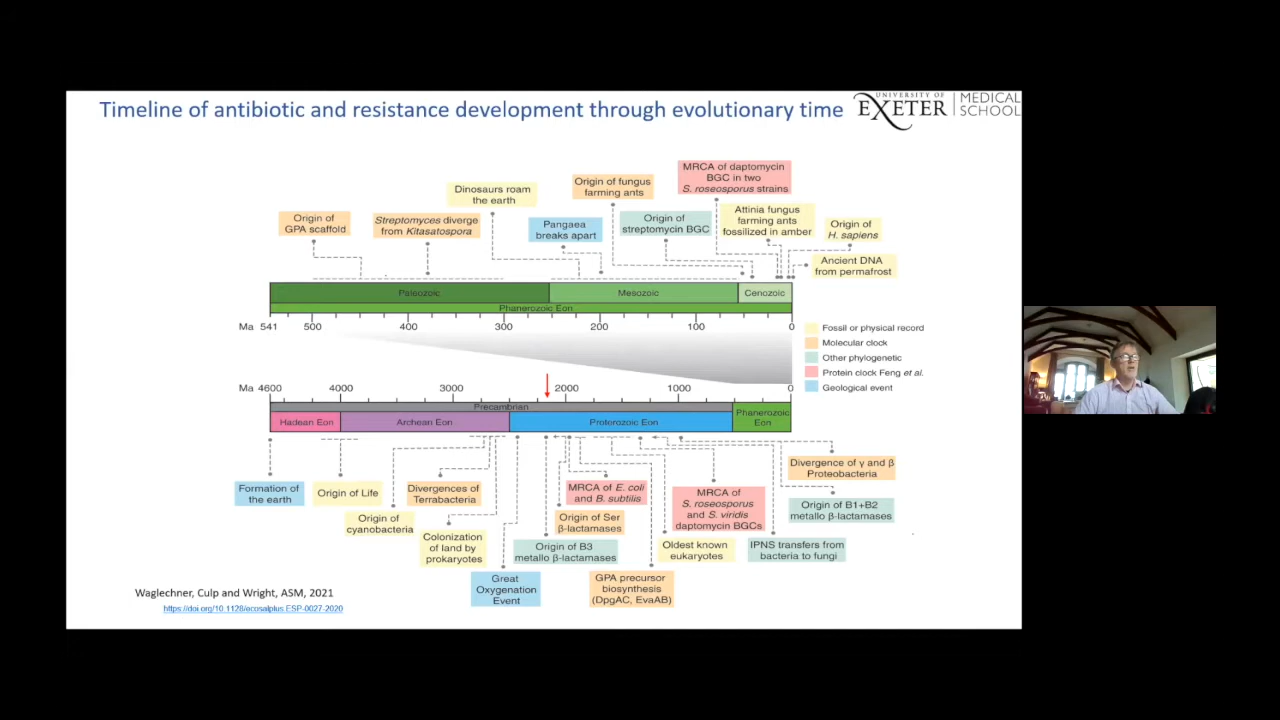 Timeline of antibiotic and resistance development through evolutionary time
UNIVERSITY OF
EXETER
MEDICAL
SCHOOL
MRCA of daptomycin
BGC in two
S. roseosporus strains
Origin of fungus
farming ants
Dinosaurs roam
the earth
Origin of
GPA scaffold
Streptomyces diverge
from Kitasatospora
Pangaea
breaks apart
Origin of
streptomycin BGC
Attinia fungus
farming ants
fossilized in amber
Origin of
H. sapiens
Ancient DNA
from permafrost
Paleozoic
Mesozoic
Cenozoic
Phanerozoic Eon
Ma 541 500 400 300 200 100 0
Fossil or physical record
Molecular clock
Other phylogenetic
Protein clock Feng et al.
Geological event
Ma 4600 4000 3000 2000 1000 0
Precambrian
Hadean Eon
Archean Eon
Proterozoic Eon
Phanerozoic
Eon
Formation of
the earth
Origin of Life
Origin of
cyanobacteria
Divergences of
Terrabacteria
Colonization
of land by
prokaryotes
Great
Oxygenation
Event
Origin of B3
metallo β-lactamases
Origin of Ser
β-lactamases
MRCA of E. coli
and B. subtilis
GPA precursor
biosynthesis
(DpgAC, EvaAB)
Oldest known
eukaryotes
MRCA of
S. roseosporus
and S. viridis
daptomycin BGCs
IPNS transfers from
bacteria to fungi
Origin of B1+B2
metallo β-lactamases
Divergence of γ and β
Proteobacteria
Waglechner, Culp and Wright, ASM, 2021
https://doi.org/10.1128/ecosalplus.ESP-0027-2020